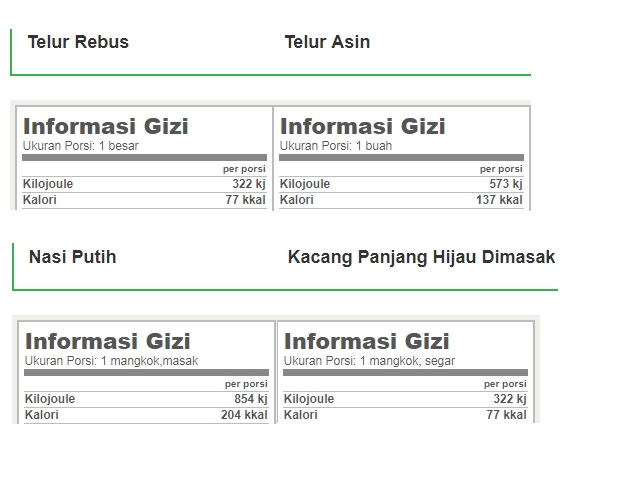 Telur Rebus Telur Asin
Informasi Gizi Informasi Gizi
Ukuran Porsi: 1 besar Ukuran Porsi: 1 buah
per porsi per porsi
Kilojoule 322 kj Kilojoule 573 kj
Kalori 77 kkal Kalori 137 kkal
Nasi Putih Kacang Panjang Hijau Dimasak
Informasi Gizi Informasi Gizi
Ukuran Porsi: 1 mangkok,masak Ukuran Porsi: 1 mangkok, segar
per porsi per porsi
Kilojoule 854 kj Kilojoule 322 kj
Kalori 204 kkal Kalori 77 kkal